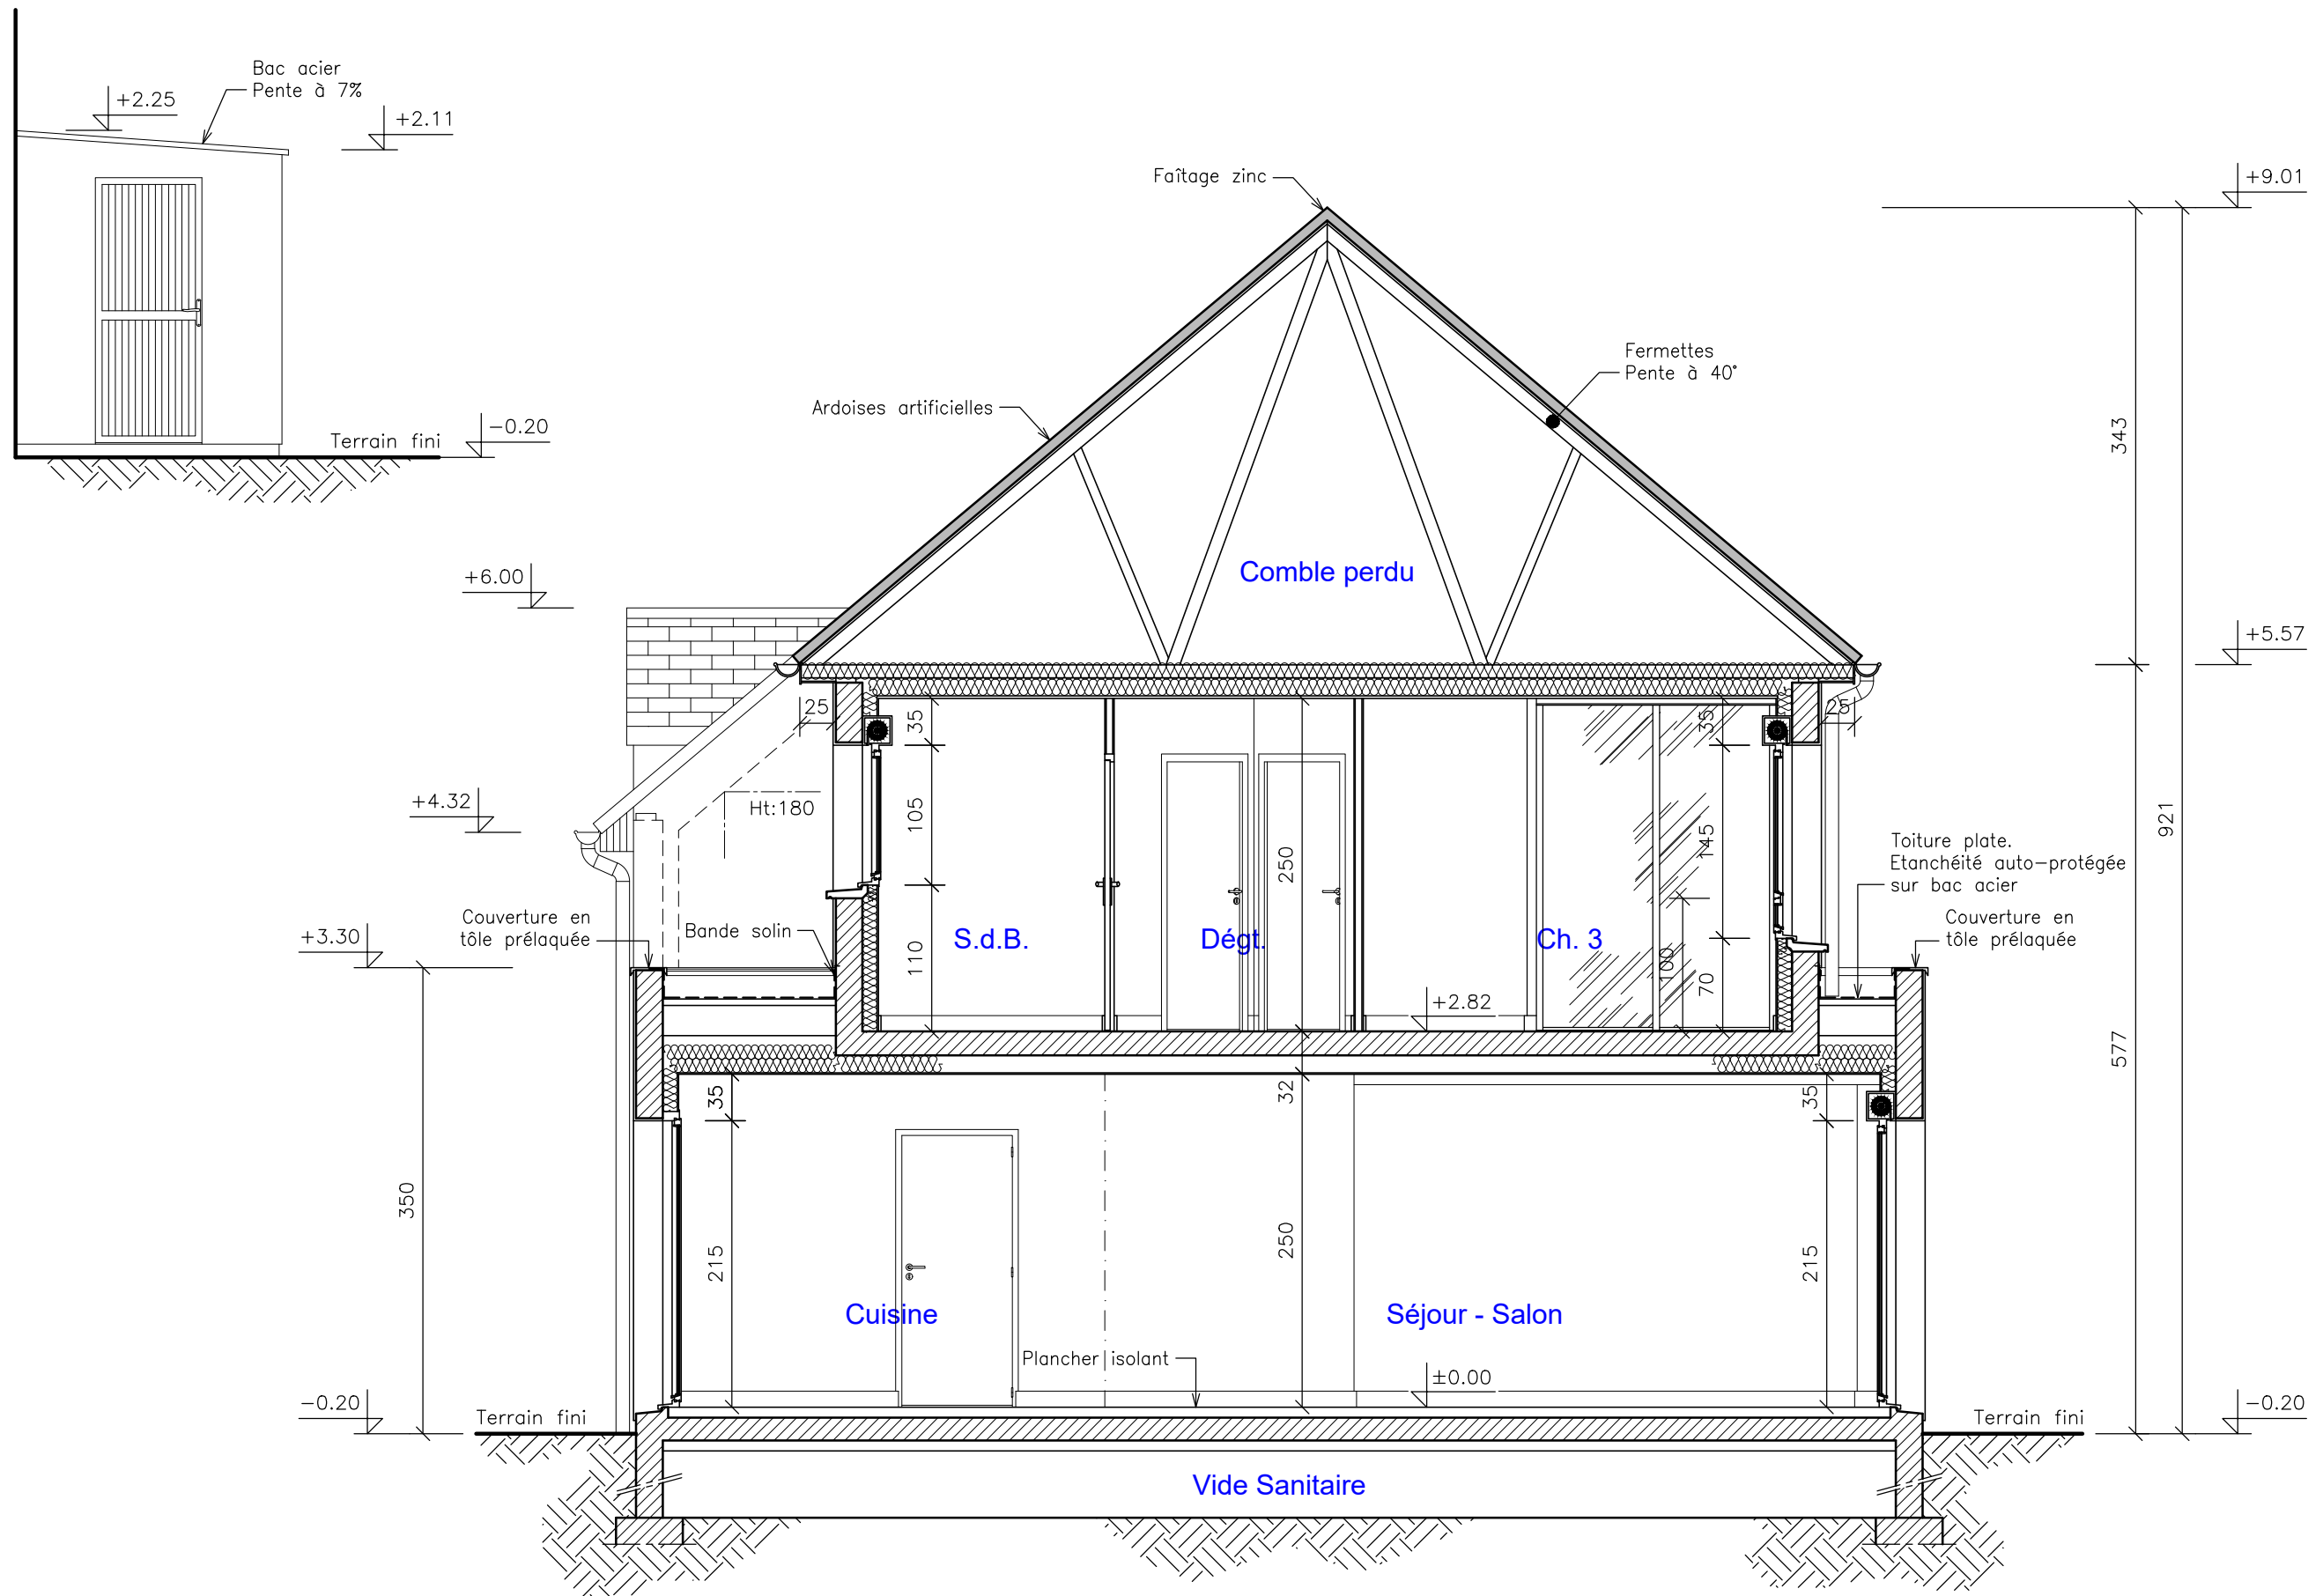 Bac acier
Pente à 7%
+2.25
+2.11
Terrain fini
−0.20
Faîtage zinc
+9.01
Fermettes
Pente à 40°
Ardoises artificielles
343
Comble perdu
+6.00
+5.57
25
35
35
25
+4.32
Ht:180
105
250
145
921
Toiture plate.
Etanchéité auto−protégée
sur bac acier
Couverture en
tôle prélaquée
Bande solin
+3.30
S.d.B.
Dégt.
Ch. 3
Couverture en
tôle prélaquée
110
100
70
+2.82
577
35
32
35
350
215
250
215
Cuisine
Séjour - Salon
Plancher isolant
±0.00
−0.20
Terrain fini
Terrain fini
−0.20
Vide Sanitaire